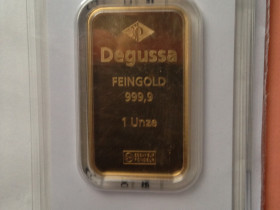 Degussa
FEINGOLD
999,9
1 Unze